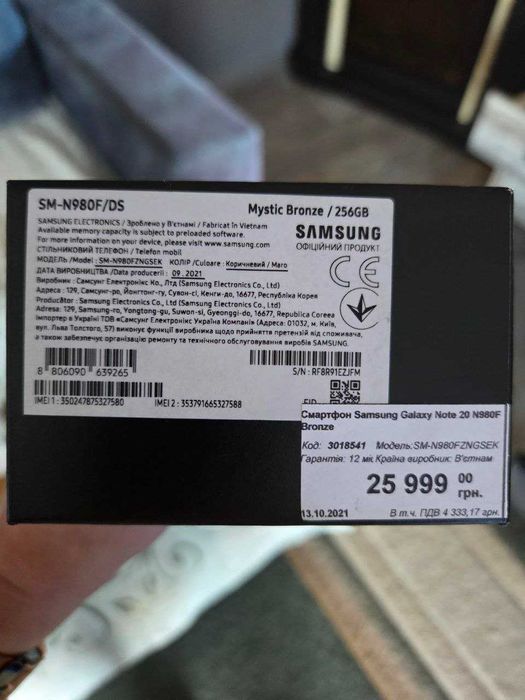 SM-N980F/DS
Mystic Bronze / 256GB
SAMSUNG ELECTRONICS / Зроблено у В'єтнамі / Fabricat în Vietnam
Available memory capacity is subject to preloaded software.
For more information on your device, please visit www.samsung.com
СТІЛЬНИКОВИЙ ТЕЛЕФОН / Telefon mobil
SAMSUNG
ОФІЦІЙНИЙ ПРОДУКТ
МОДЕЛЬ /Model : SM-N980FZNGSEK КОЛІР /Culoare : Коричневий / Maro
ДАТА ВИРОБНИЦТВА /Data producerii : 09.2021
CE
Виробник : Самсунг Електронікс Ко., Лтд (Samsung Electronics Co., Ltd)
(Адреса: 129, Самсунг-ро, Йонгтонг-гу, Сувон-сі, Кенги-до, 16677, Республіка Корея
Producător : Samsung Electronics Co., Ltd (Samsung Electronics Co., Ltd)
(Adresa: 129, Samsung-ro, Yongtong-gu, Suwon-si, Gyeonggi-do, 16677, Republica Coreea
Імпортер в Україні ТОВ «Самсунг Електронікс Україна Компані» (Адреса: 01032, м. Київ,
вул. Льва Толстого, 57) виконує функції виробника щодо прийняття претензій від споживача,
а також забезпечує організацію ремонту та технічного обслуговування виробів SAMSUNG.
8 806090 639265
S/N : RF8R91EZJFM
IMEI 1 : 350247875327580
IMEI 2 : 353791665327588
EID
Смартфон Samsung Galaxy Note 20 N980F
Bronze
Код: 3018541 Модель: SM-N980FZNGSEK
Гарантія: 12 міс Країна виробник: В'єтнам
25 999 00 грн.
13.10.2021
В т.ч. ПДВ 4 333,17 грн.